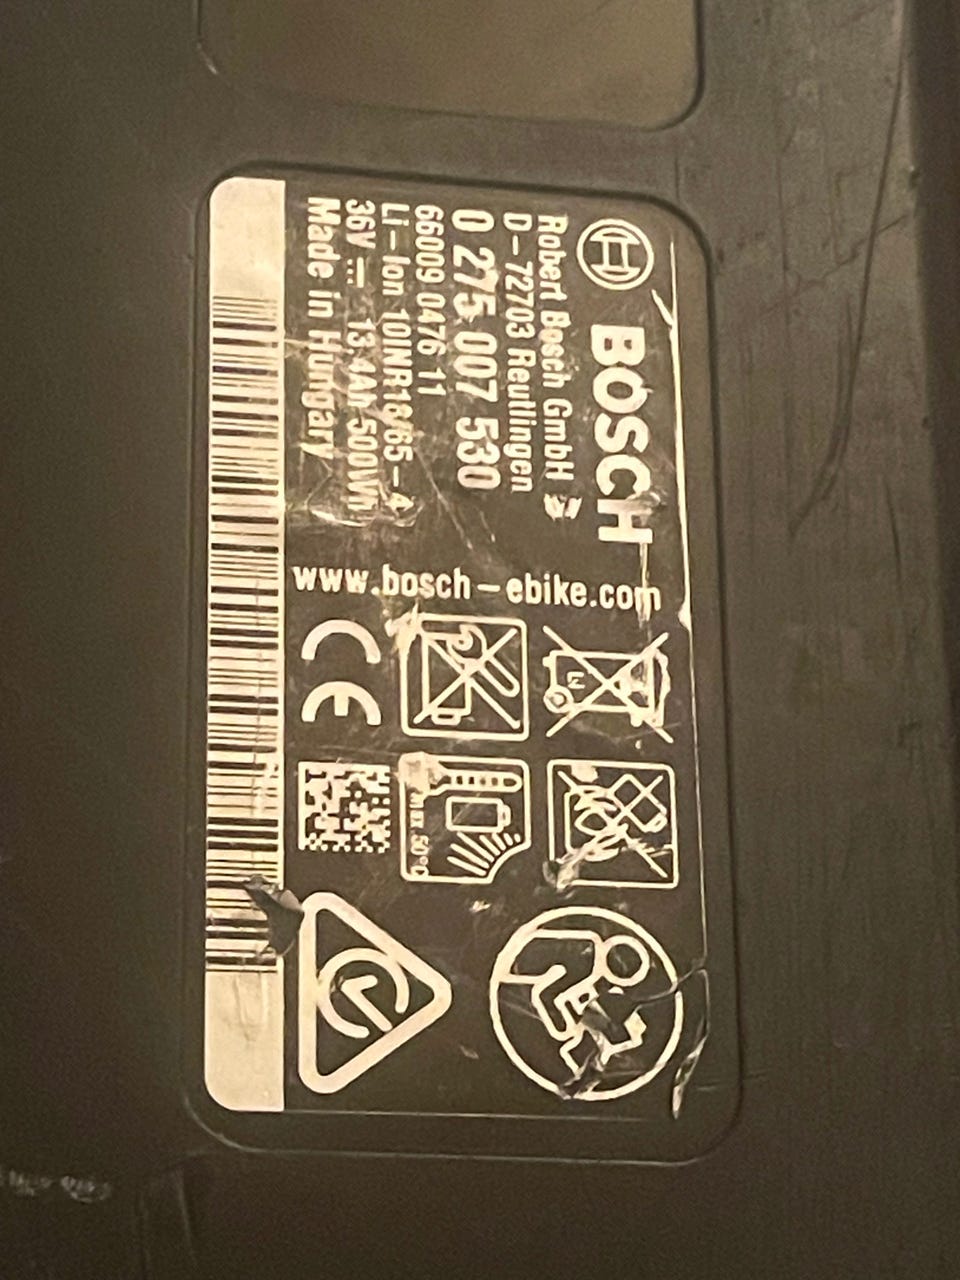 BOSCH
Robert Bosch GmbH
D-72703 Reutlingen
0 275 007 530
66009 0476 11
Li-Ion 10INR18/65-4
36V 13,4Ah 500Wh
Made in Hungary
www.bosch-ebike.com
CE
max. 50°C